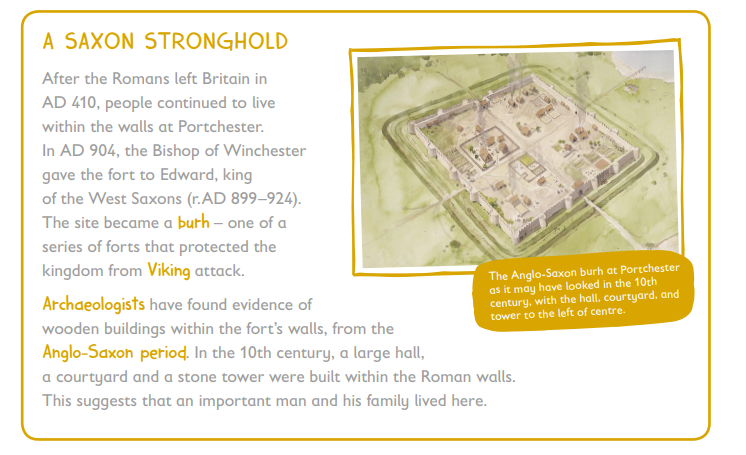 A SAXON STRONGHOLD
After the Romans left Britain in
AD 410, people continued to live
within the walls at Portchester.
In AD 904, the Bishop of Winchester
gave the fort to Edward, king
of the West Saxons (r.AD 899–924).
The site became a burh – one of a
series of forts that protected the
kingdom from Viking attack.
Archaeologists have found evidence of
wooden buildings within the fort's walls, from the
Anglo-Saxon period. In the 10th century, a large hall,
a courtyard and a stone tower were built within the Roman walls.
This suggests that an important man and his family lived here.
The Anglo-Saxon burh at Portchester
as it may have looked in the 10th
century, with the hall, courtyard, and
tower to the left of centre.